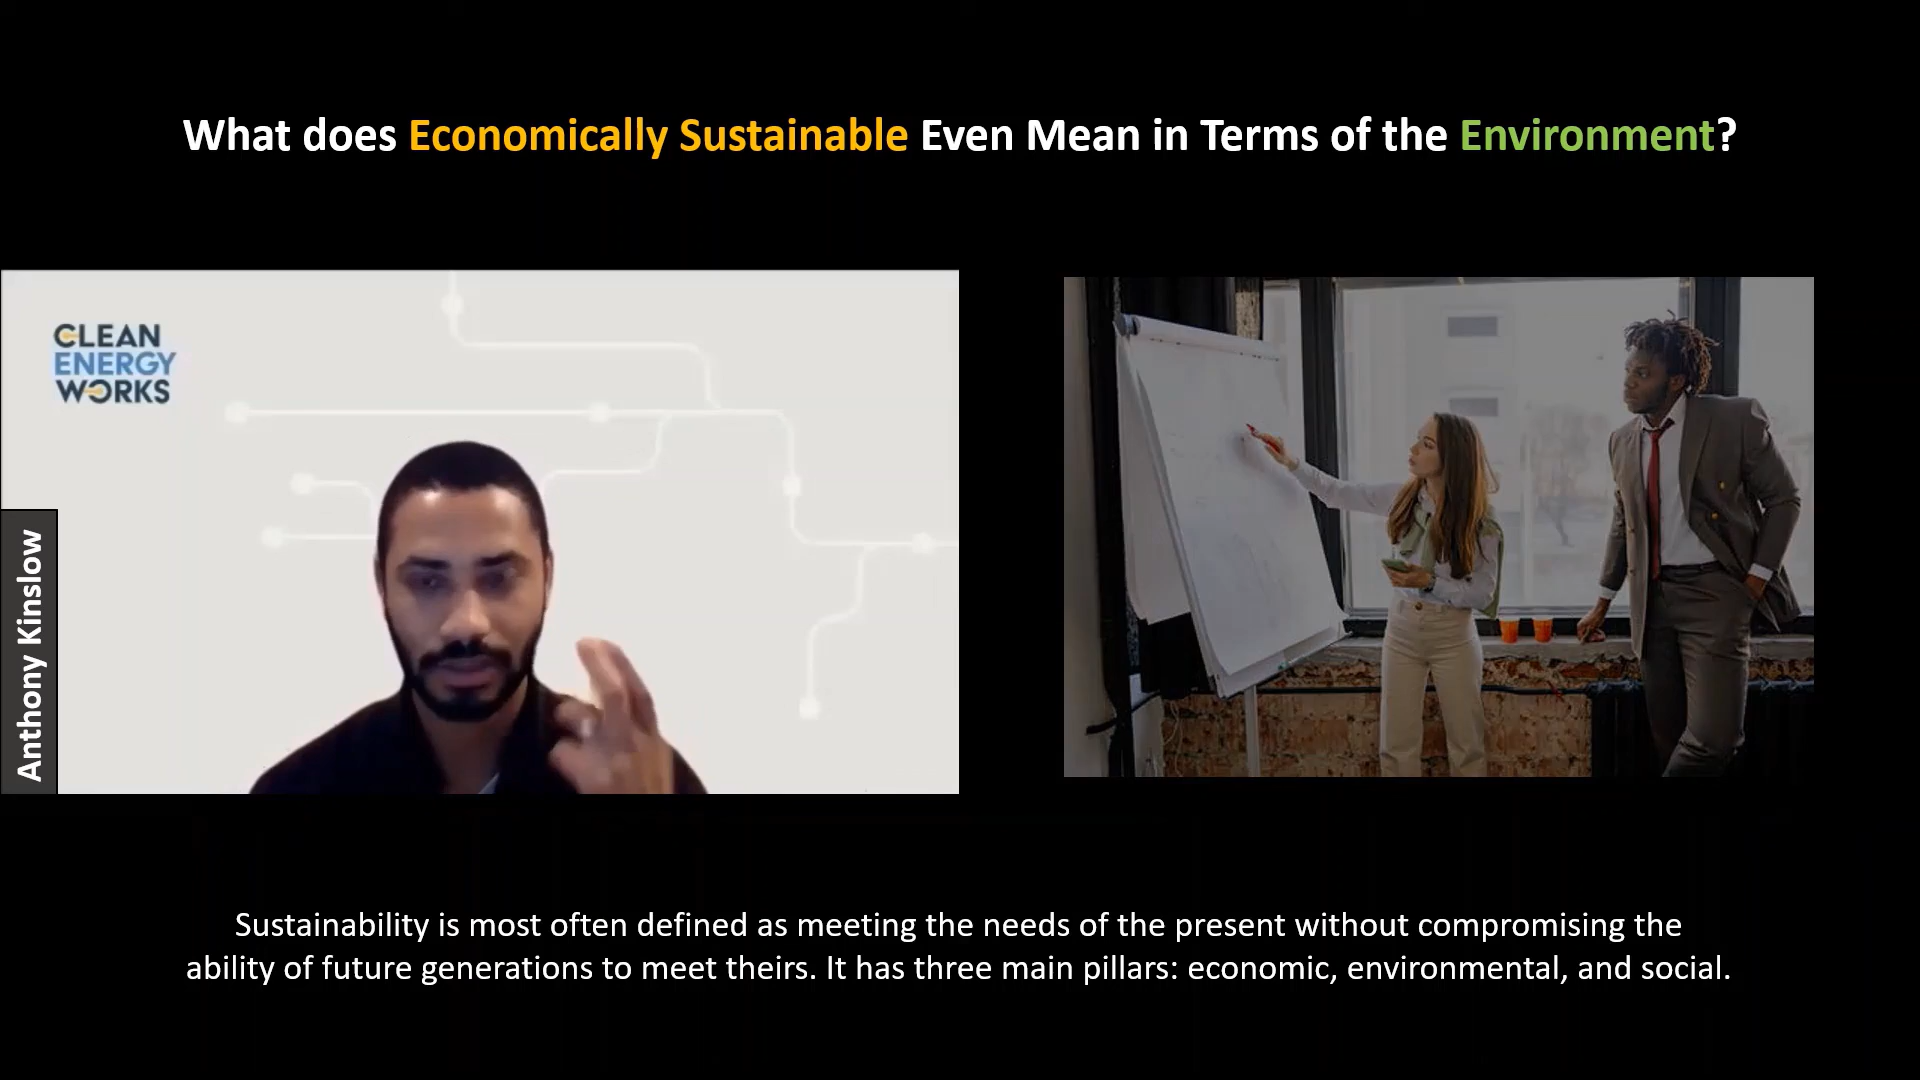 What does Economically Sustainable Even Mean in Terms of the Environment?
CLEAN
ENERGY
WORKS
Anthony Kinslow
Sustainability is most often defined as meeting the needs of the present without compromising the
ability of future generations to meet theirs. It has three main pillars: economic, environmental, and social.